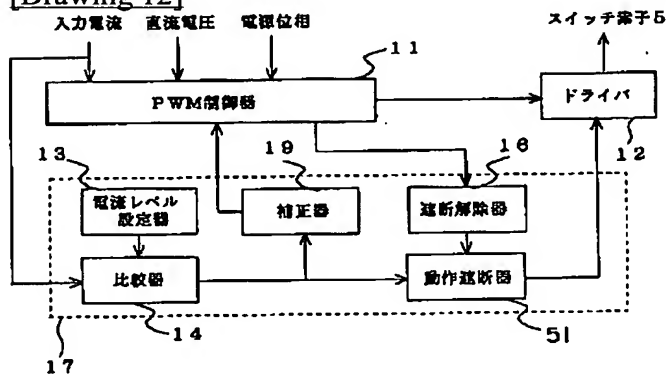 [Drawing 12]
入力電流 直流電圧 電源位相 スイッチ素子5
11
PWM制御器
ドライバ
13 19 16 12
電流レベル
設定器
補正器
遮断解除器
比較器
動作遮断器
14 51
17